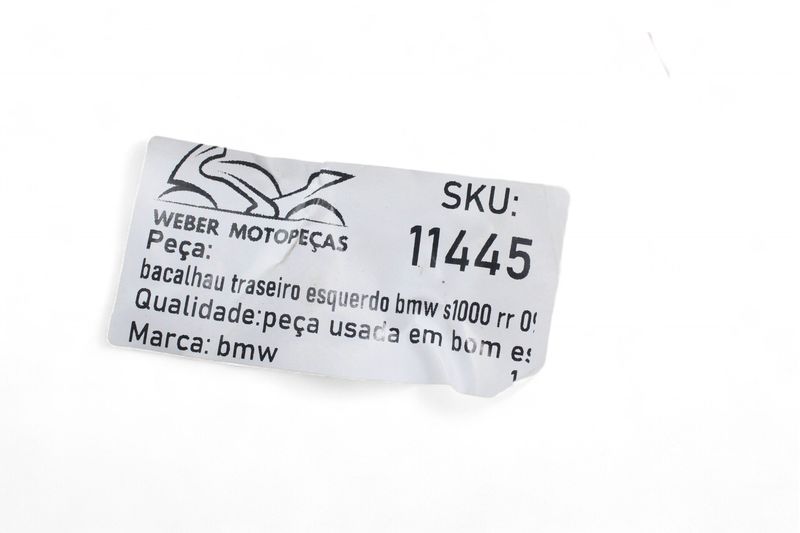 WEBER MOTOPEÇAS
SKU:
11445
Peça:
bacalhau traseiro esquerdo bmw s1000 rr
Qualidade:peça usada em bom
Marca: bmw